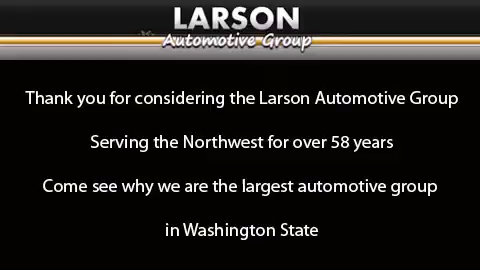 LARSON
Automotive Group
Thank you for considering the Larson Automotive Group
Serving the Northwest for over 58 years
Come see why we are the largest automotive group
in Washington State